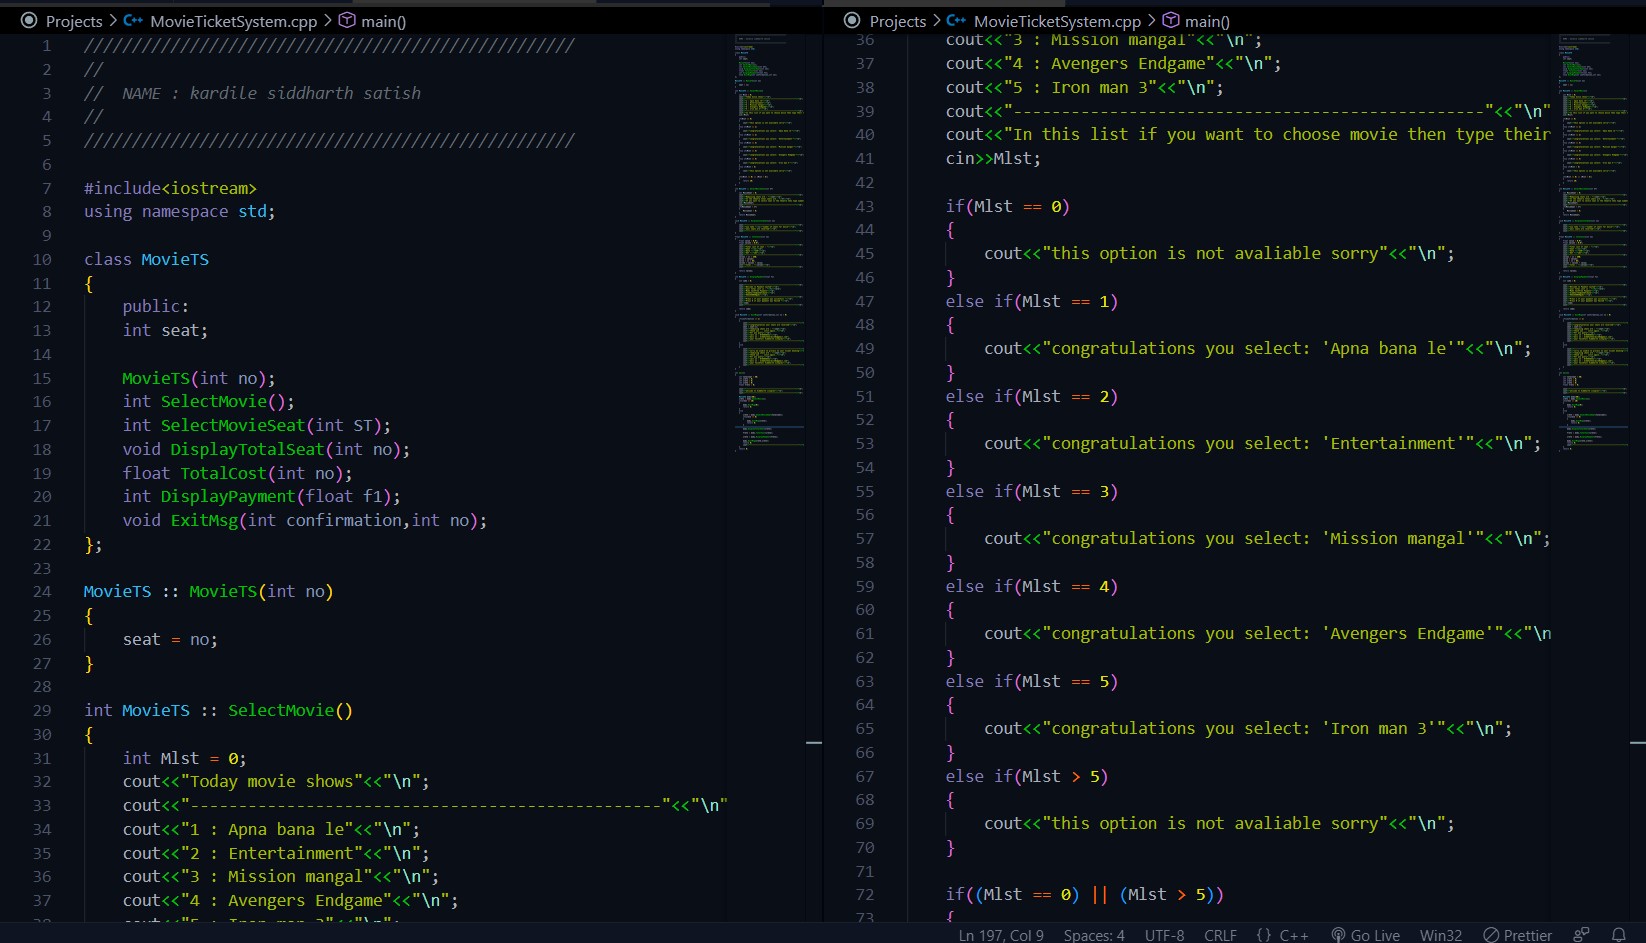 Projects > C++ MovieTicketSystem.cpp > main()
1 ///////////////////////////////////////////////////
2 //
3 //  NAME : kardile siddharth satish
4 //
5 ///////////////////////////////////////////////////
6
7 #include<iostream>
8 using namespace std;
9
10 class MovieTS
11 {
12     public:
13     int seat;
14
15     MovieTS(int no);
16     int SelectMovie();
17     int SelectMovieSeat(int ST);
18     void DisplayTotalSeat(int no);
19     float TotalCost(int no);
20     int DisplayPayment(float f1);
21     void ExitMsg(int confirmation,int no);
22 };
23
24 MovieTS :: MovieTS(int no)
25 {
26     seat = no;
27 }
28
29 int MovieTS :: SelectMovie()
30 {
31     int Mlst = 0;
32     cout<<"Today movie shows"<<"\n";
33     cout<<"-------------------------------------------------"<<"\n"
34     cout<<"1 : Apna bana le"<<"\n";
35     cout<<"2 : Entertainment"<<"\n";
36     cout<<"3 : Mission mangal"<<"\n";
37     cout<<"4 : Avengers Endgame"<<"\n";
38     cout<<"5 : Iron man 3"<<"\n";
Projects > C++ MovieTicketSystem.cpp > main()
36     cout<<"3 : Mission mangal"<<"\n";
37     cout<<"4 : Avengers Endgame"<<"\n";
38     cout<<"5 : Iron man 3"<<"\n";
39     cout<<"-------------------------------------------------"<<"\n"
40     cout<<"In this list if you want to choose movie then type their
41     cin>>Mlst;
42
43     if(Mlst == 0)
44     {
45         cout<<"this option is not avaliable sorry"<<"\n";
46     }
47     else if(Mlst == 1)
48     {
49         cout<<"congratulations you select: 'Apna bana le'"<<"\n";
50     }
51     else if(Mlst == 2)
52     {
53         cout<<"congratulations you select: 'Entertainment'"<<"\n";
54     }
55     else if(Mlst == 3)
56     {
57         cout<<"congratulations you select: 'Mission mangal'"<<"\n";
58     }
59     else if(Mlst == 4)
60     {
61         cout<<"congratulations you select: 'Avengers Endgame'"<<"\n
62     }
63     else if(Mlst == 5)
64     {
65         cout<<"congratulations you select: 'Iron man 3'"<<"\n";
66     }
67     else if(Mlst > 5)
68     {
69         cout<<"this option is not avaliable sorry"<<"\n";
70     }
71
72     if((Mlst == 0) || (Mlst > 5))
73     {
Ln 197, Col 9 Spaces: 4 UTF-8 CRLF {} C++ Go Live Win32 Prettier